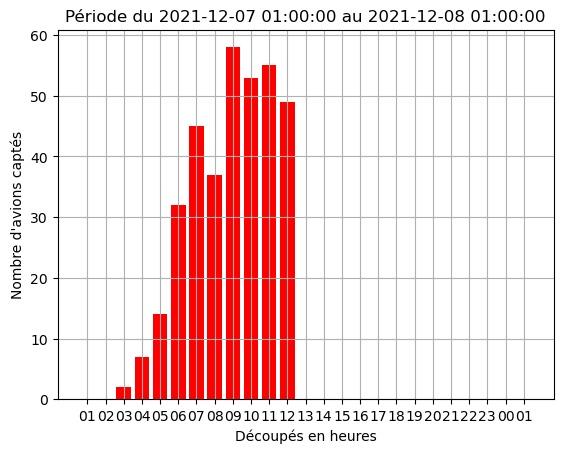 Période du 2021-12-07 01:00:00 au 2021-12-08 01:00:00
60
50
40
30
20
10
0
Nombre d'avions captés
01 02 03 04 05 06 07 08 09 10 11 12 13 14 15 16 17 18 19 20 21 22 23 00 01
Découpés en heures